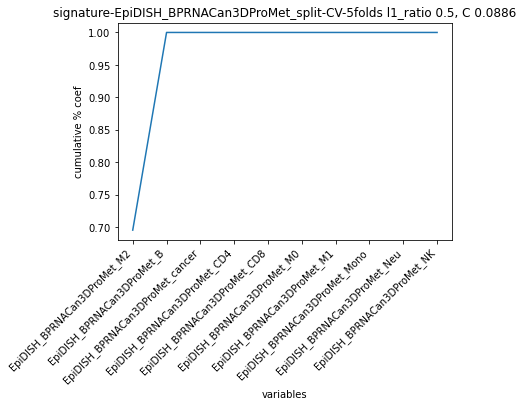 signature-EpiDISH_BPRNACan3DProMet_split-CV-5folds l1_ratio 0.5, C 0.0886
1.00
0.95
0.90
0.85
0.80
0.75
0.70
cumulative % coef
EpiDISH_BPRNACan3DProMet_M2
EpiDISH_BPRNACan3DProMet_B
EpiDISH_BPRNACan3DProMet_cancer
EpiDISH_BPRNACan3DProMet_CD4
EpiDISH_BPRNACan3DProMet_CD8
EpiDISH_BPRNACan3DProMet_M0
EpiDISH_BPRNACan3DProMet_M1
EpiDISH_BPRNACan3DProMet_Mono
EpiDISH_BPRNACan3DProMet_Neu
EpiDISH_BPRNACan3DProMet_NK
variables